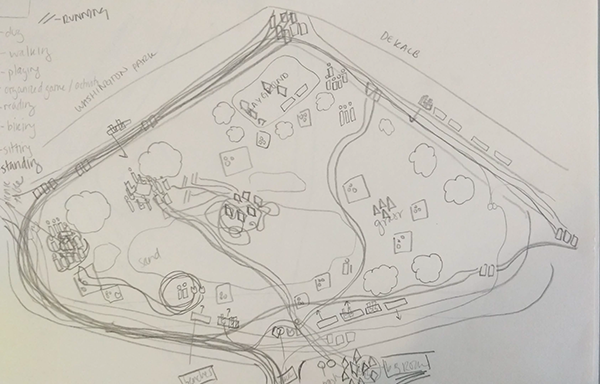 //- RUNNING
- dog
- walking
- playing
organized game / activity
reading
- biking
- sitting
standing
WASHINGTON PARK
DEKALB
PLAYGROUND
grass
sand